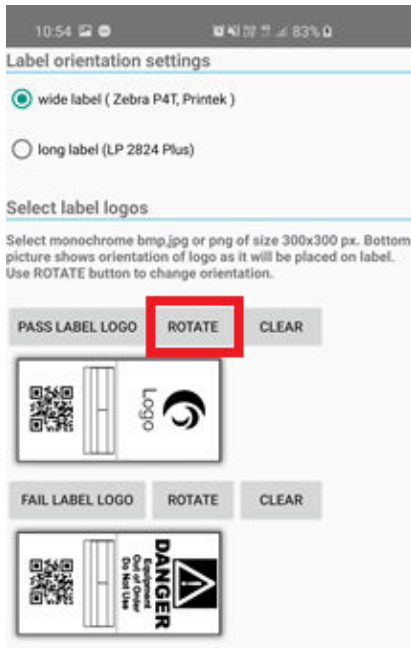 10:54 83%
Label orientation settings
wide label ( Zebra P4T, Printek )
long label (LP 2824 Plus)
Select label logos
Select monochrome bmp,jpg or png of size 300x300 px. Bottom
picture shows orientation of logo as it will be placed on label.
Use ROTATE button to change orientation.
PASS LABEL LOGO ROTATE CLEAR
Logo
FAIL LABEL LOGO ROTATE CLEAR
DANGER
Equipment
Out of Order
Do Not Use